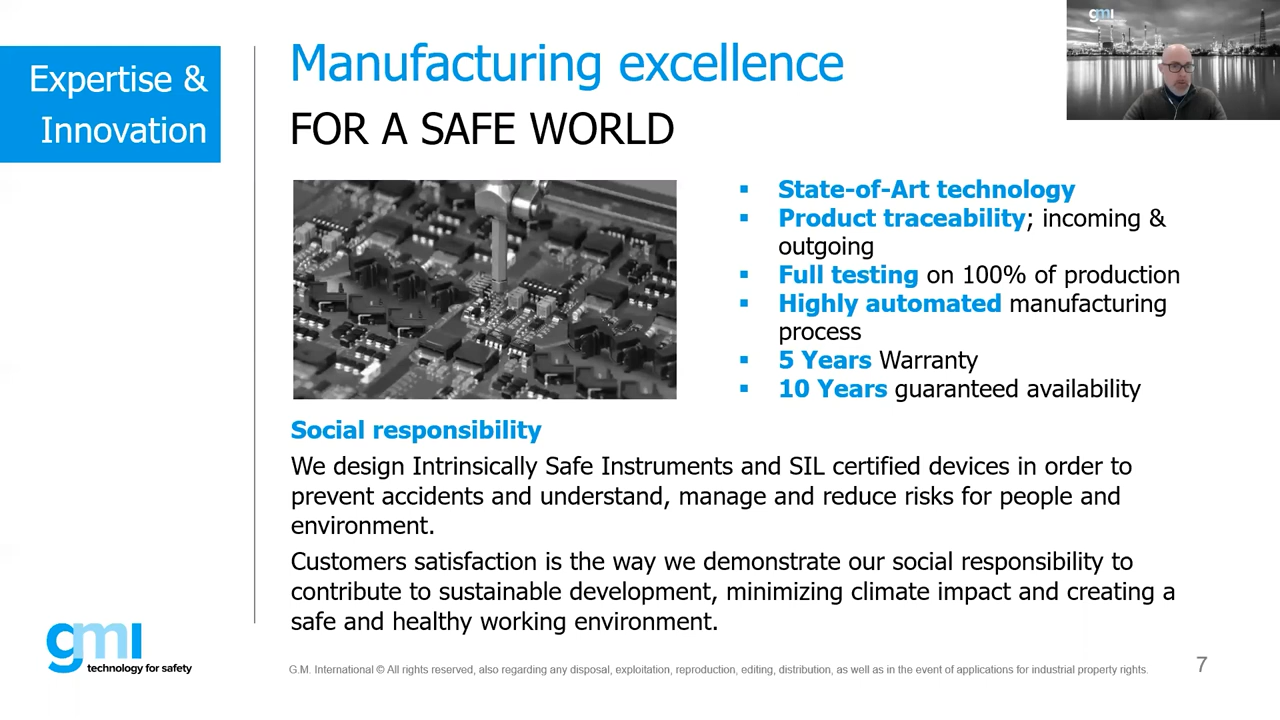 Expertise &
Innovation
Manufacturing excellence
FOR A SAFE WORLD
gmi
▪ State-of-Art technology
▪ Product traceability; incoming &
outgoing
▪ Full testing on 100% of production
▪ Highly automated manufacturing
process
▪ 5 Years Warranty
▪ 10 Years guaranteed availability
Social responsibility
We design Intrinsically Safe Instruments and SIL certified devices in order to
prevent accidents and understand, manage and reduce risks for people and
environment.
Customers satisfaction is the way we demonstrate our social responsibility to
contribute to sustainable development, minimizing climate impact and creating a
safe and healthy working environment.
gmi
technology for safety
G.M. International © All rights reserved, also regarding any disposal, exploitation, reproduction, editing, distribution, as well as in the event of applications for industrial property rights.
7